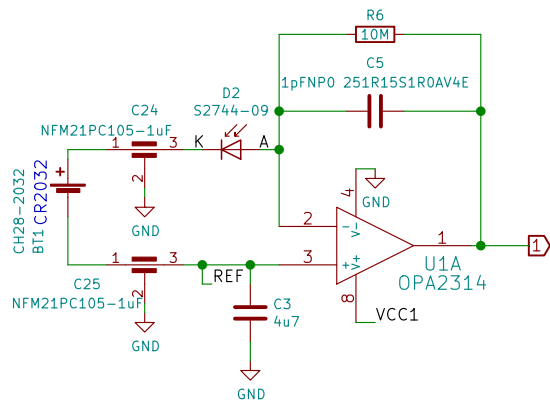 R6
10M
C5
1pFNP0 251R15S1R0AV4E
D2
S2744-09
C24
NFM21PC105-1uF
1 3
K A
2
GND
+
CH28-2032
BT1
CR2032
4
GND
2
-
V-
3
+
V+
1
1
U1A
OPA2314
8
VCC1
1 3
REF
C25
NFM21PC105-1uF
2
GND
C3
4u7
GND